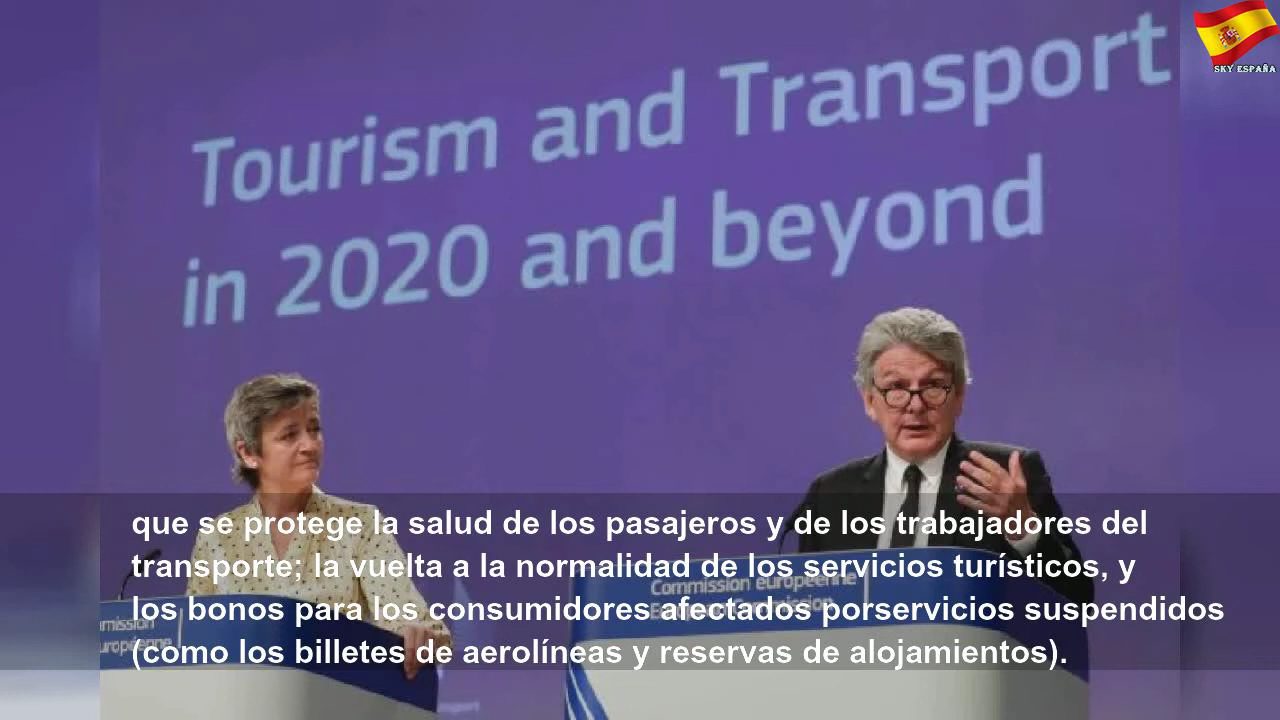 Tourism and Transport
in 2020 and beyond
SKY ESPAÑA
que se protege la salud de los pasajeros y de los trabajadores del
transporte; la vuelta a la normalidad de los servicios turísticos, y
los bonos para los consumidores afectados porservicios suspendidos
(como los billetes de aerolíneas y reservas de alojamientos).
Commission européenne